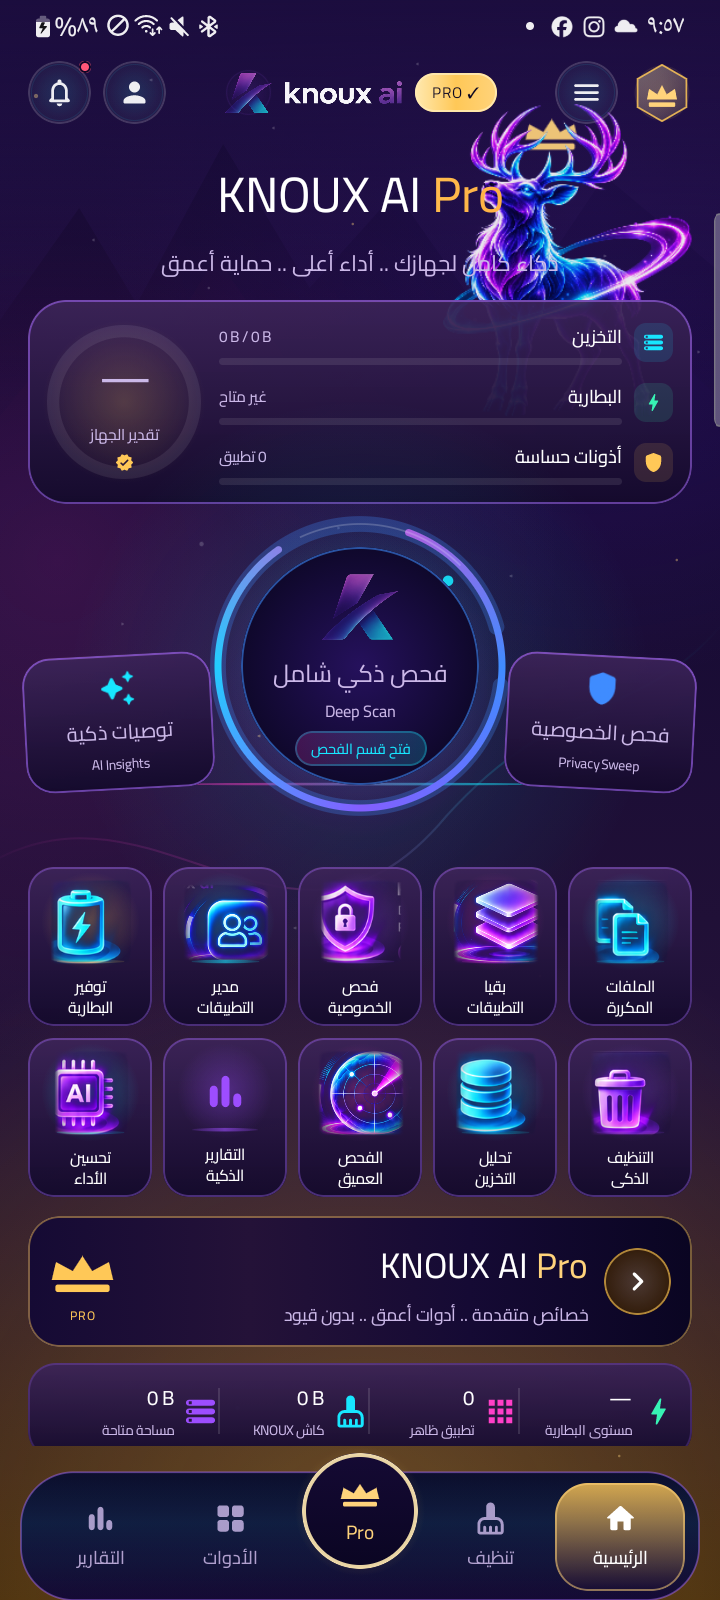 ٩:٥٧
%٨٩
knoux ai
PRO ✓
KNOUX AI Pro
ذكاء كامل لجهازك .. أداء أعلى .. حماية أعمق
التخزين
0 B / 0 B
البطارية
غير متاح
أذونات حساسة
0 تطبيق
—
تقدير الجهاز
فحص ذكي شامل
Deep Scan
فتح قسم الفحص
فحص الخصوصية
Privacy Sweep
توصيات ذكية
AI Insights
الملفات
المكررة
بقيا
التطبيقات
فحص
الخصوصية
مدير
التطبيقات
توفير
البطارية
التنظيف
الذكي
تحليل
التخزين
الفحص
العميق
التقارير
الذكية
AI
تحسين
الأداء
KNOUX AI Pro
خصائص متقدمة .. أدوات أعمق .. بدون قيود
PRO
—
مستوى البطارية
0
تطبيق ظاهر
0 B
كاش KNOUX
0 B
مساحة متاحة
الرئيسية
تنظيف
Pro
الأدوات
التقارير